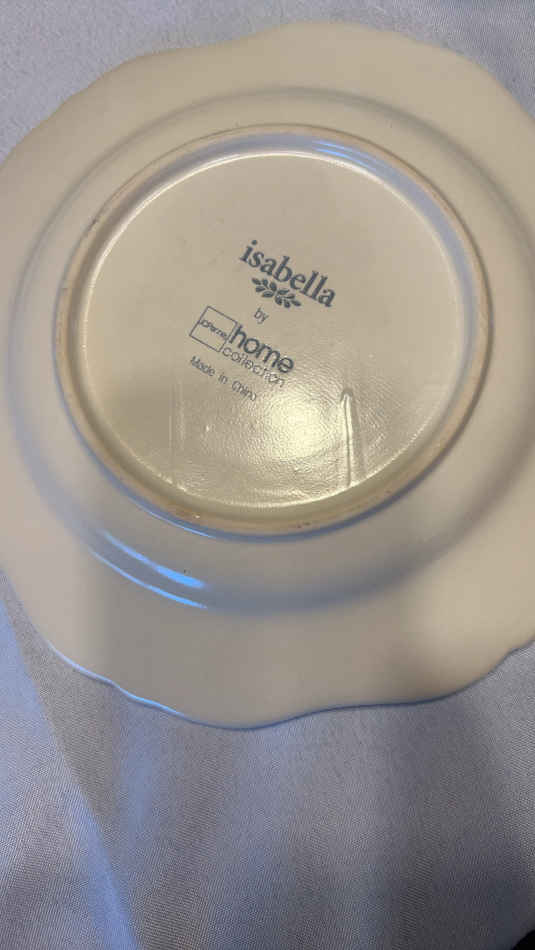 isabella
by
JCPenney
home
collection
Made in China